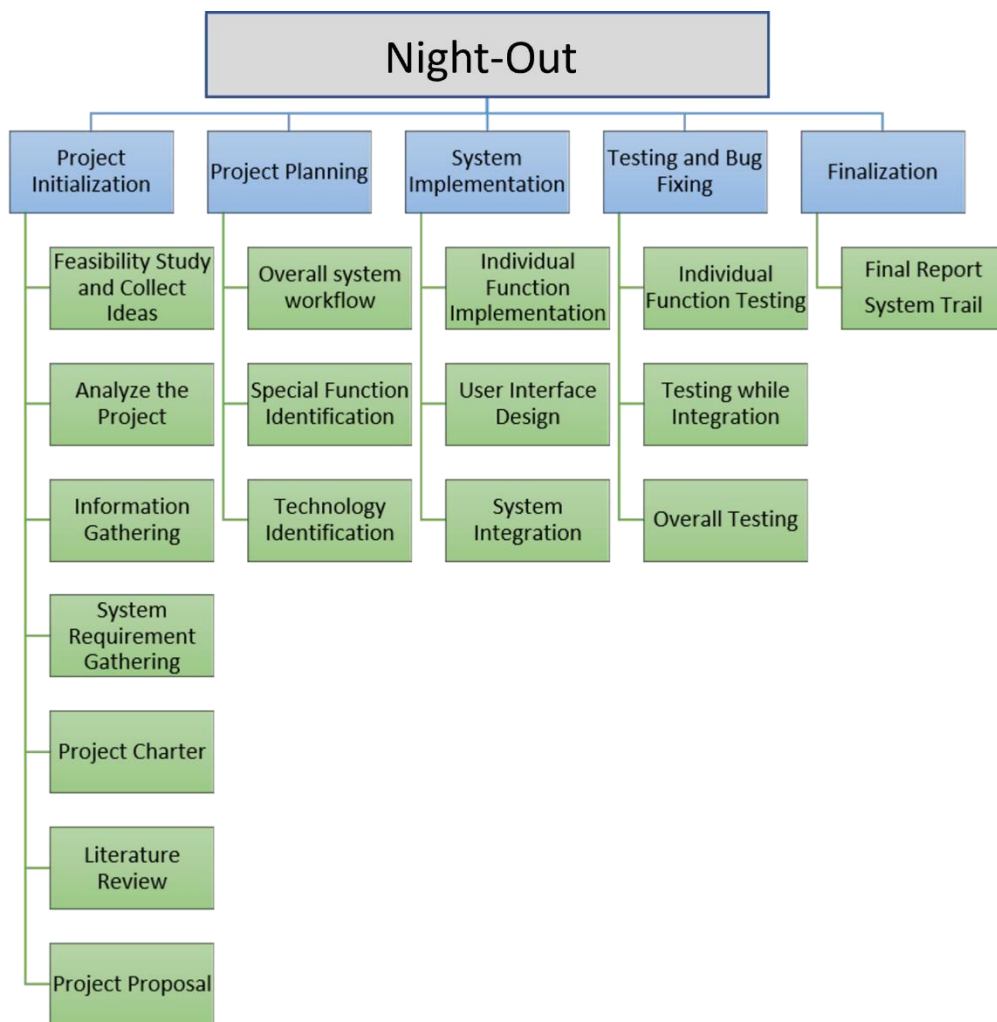 Night-Out
Project
Initialization
Project Planning
System
Implementation
Testing and Bug
Fixing
Finalization
Feasibility Study
and Collect
Ideas
Analyze the
Project
Information
Gathering
System
Requirement
Gathering
Project Charter
Literature
Review
Project Proposal
Overall system
workflow
Special Function
Identification
Technology
Identification
Individual
Function
Implementation
User Interface
Design
System
Integration
Individual
Function Testing
Testing while
Integration
Overall Testing
Final Report
System Trail